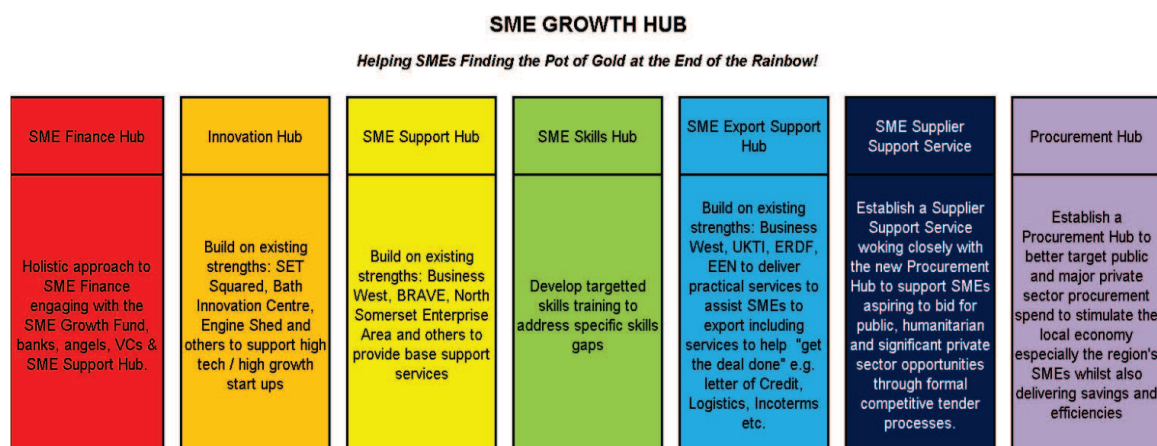 SME GROWTH HUB
Helping SMEs Finding the Pot of Gold at the End of the Rainbow!
SME Finance Hub
Holistic approach to
SME Finance
engaging with the
SME Growth Fund,
banks, angels, VCs &
SME Support Hub.
Innovation Hub
Build on existing
strengths: SET
Squared, Bath
Innovation Centre,
Engine Shed and
others to support high
tech / high growth
start ups
SME Support Hub
Build on existing
strengths: Business
West, BRAVE, North
Somerset Enterprise
Area and others to
provide base support
services
SME Skills Hub
Develop targetted
skills training to
address specific skills
gaps
SME Export Support
Hub
Build on existing
strengths: Business
West, UKTI, ERDF,
EEN to deliver
practical services to
assist SMEs to
export including
services to help "get
the deal done" e.g.
letter of Credit,
Logistics, Incoterms
etc.
SME Supplier
Support Service
Establish a Supplier
Support Service
woking closely with
the new Procurement
Hub to support SMEs
aspiring to bid for
public, humanitarian
and significant private
sector opportunities
through formal
competitive tender
processes.
Procurement Hub
Establish a
Procurement Hub to
better target public
and major private
sector procurement
spend to stimulate the
local economy
especially the region's
SMEs whilst also
delivering savings and
efficiencies